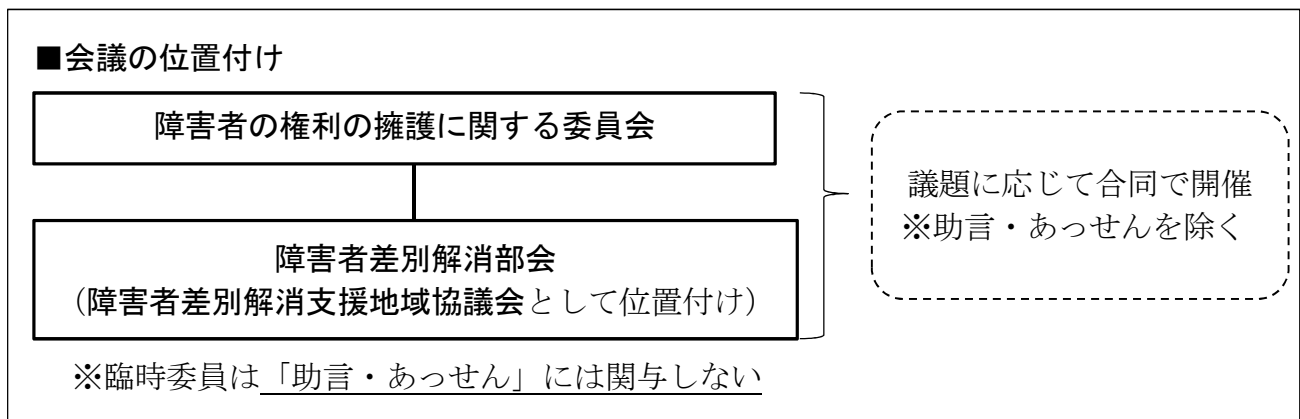 ■会議の位置付け
障害者の権利の擁護に関する委員会
議題に応じて合同で開催
※助言・あっせんを除く
障害者差別解消部会
（障害者差別解消支援地域協議会として位置付け）
※臨時委員は「助言・あっせん」には関与しない